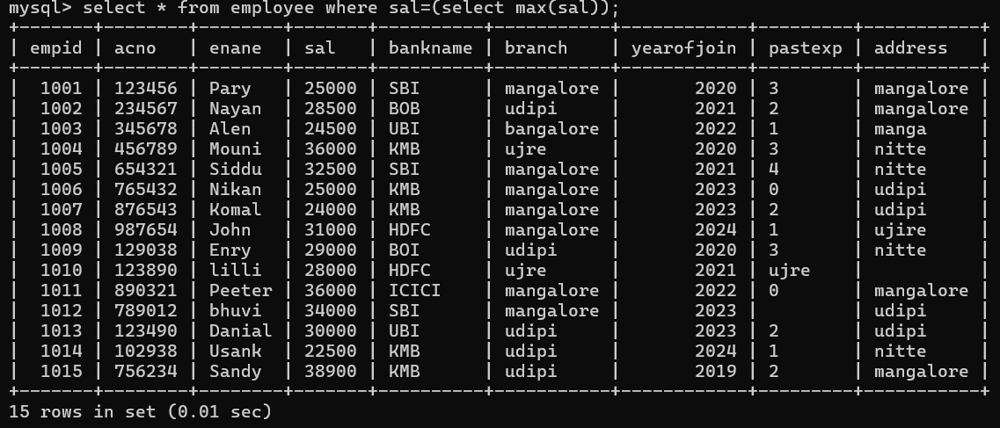 mysql> select * from employee where sal=(select max(sal));
+-------+--------+--------+-------+----------+-----------+------------+---------+-----------+
| empid | acno   | enane  | sal   | bankname | branch    | yearofjoin | pastexp | address   |
+-------+--------+--------+-------+----------+-----------+------------+---------+-----------+
|  1001 | 123456 | Pary   | 25000 | SBI      | mangalore |       2020 | 3       | mangalore |
|  1002 | 234567 | Nayan  | 28500 | BOB      | udipi     |       2021 | 2       | mangalore |
|  1003 | 345678 | Alen   | 24500 | UBI      | bangalore |       2022 | 1       | manga     |
|  1004 | 456789 | Mouni  | 36000 | KMB      | ujre      |       2020 | 3       | nitte     |
|  1005 | 654321 | Siddu  | 32500 | SBI      | mangalore |       2021 | 4       | nitte     |
|  1006 | 765432 | Nikan  | 25000 | KMB      | mangalore |       2023 | 0       | udipi     |
|  1007 | 876543 | Komal  | 24000 | KMB      | mangalore |       2023 | 2       | udipi     |
|  1008 | 987654 | John   | 31000 | HDFC     | mangalore |       2024 | 1       | ujire     |
|  1009 | 129038 | Enry   | 29000 | BOI      | udipi     |       2020 | 3       | nitte     |
|  1010 | 123890 | lilli  | 28000 | HDFC     | ujre      |       2021 | ujre    |           |
|  1011 | 890321 | Peeter | 36000 | ICICI    | mangalore |       2022 | 0       | mangalore |
|  1012 | 789012 | bhuvi  | 34000 | SBI      | mangalore |       2023 |         | udipi     |
|  1013 | 123490 | Danial | 30000 | UBI      | udipi     |       2023 | 2       | udipi     |
|  1014 | 102938 | Usank  | 22500 | KMB      | udipi     |       2024 | 1       | nitte     |
|  1015 | 756234 | Sandy  | 38900 | KMB      | udipi     |       2019 | 2       | mangalore |
+-------+--------+--------+-------+----------+-----------+------------+---------+-----------+
15 rows in set (0.01 sec)